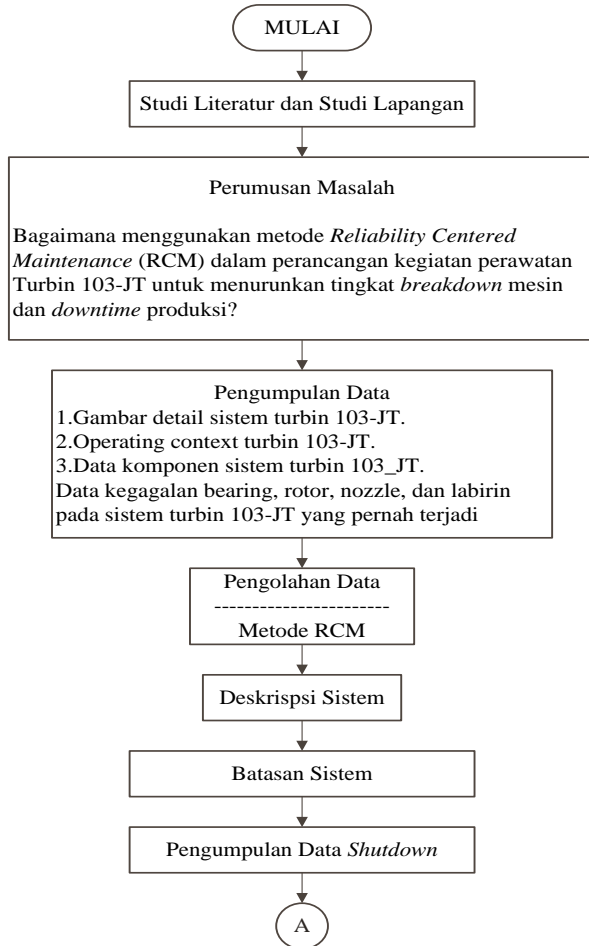 MULAI
Studi Literatur dan Studi Lapangan
Perumusan Masalah
Bagaimana menggunakan metode Reliability Centered
Maintenance (RCM) dalam perancangan kegiatan perawatan
Turbin 103-JT untuk menurunkan tingkat breakdown mesin
dan downtime produksi?
Pengumpulan Data
1.Gambar detail sistem turbin 103-JT.
2.Operating context turbin 103-JT.
3.Data komponen sistem turbin 103_JT.
Data kegagalan bearing, rotor, nozzle, dan labirin
pada sistem turbin 103-JT yang pernah terjadi
Pengolahan Data
-----------------------
Metode RCM
Deskrispsi Sistem
Batasan Sistem
Pengumpulan Data Shutdown
A